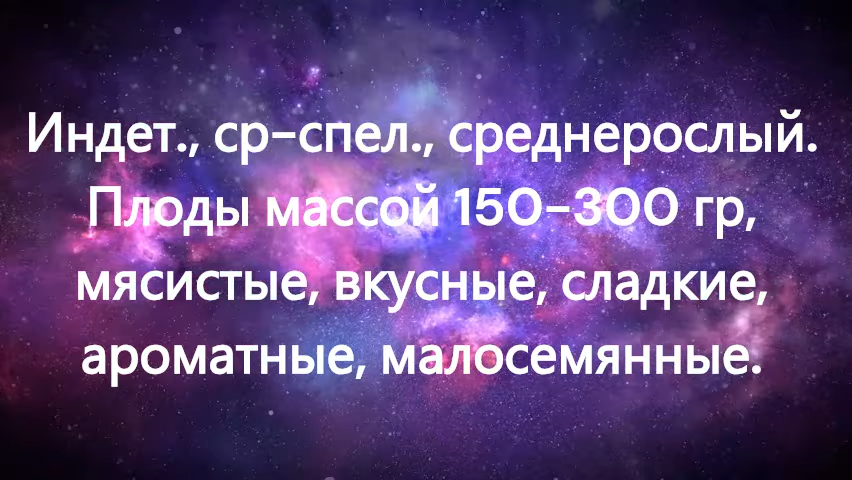 Индет., ср-спел., среднерослый.
Плоды массой 150-300 гр,
мясистые, вкусные, сладкие,
ароматные, малосемянные.